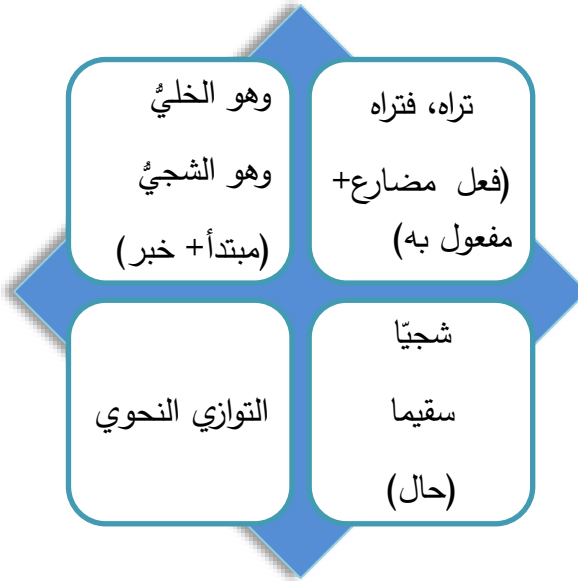 تراه، فتراه
(فعل مضارع+
مفعول به)
وهو الخليُّ
وهو الشجيُّ
(مبتدأ+ خبر)
شجيّا
سقيما
(حال)
التوازي النحوي